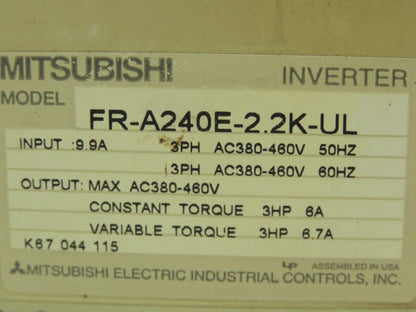 MITSUBISHI INVERTER
MODEL
FR-A240E-2.2K-UL
INPUT :9.9A 3PH AC380-460V 50HZ
3PH AC380-460V 60HZ
OUTPUT: MAX AC380-460V
CONSTANT TORQUE 3HP 6A
VARIABLE TORQUE 3HP 6.7A
K67 044 115
LP ASSEMBLED IN USA
MITSUBISHI ELECTRIC INDUSTRIAL CONTROLS, INC.